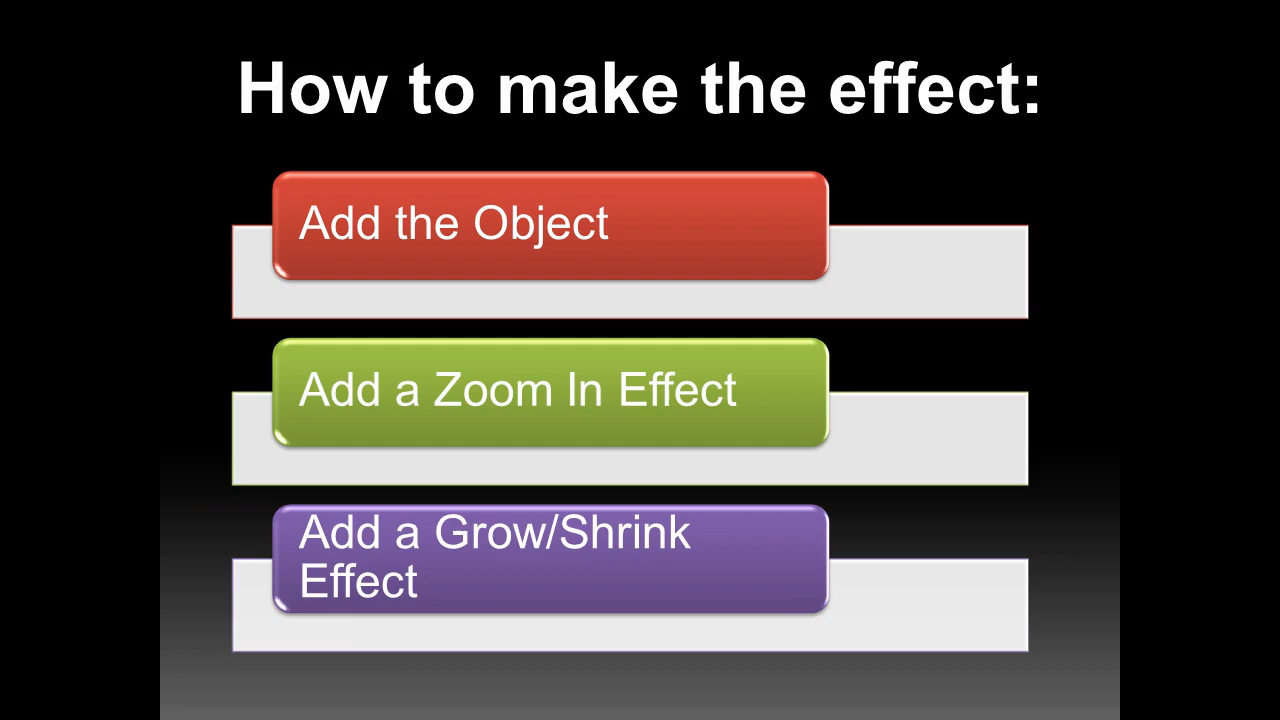 How to make the effect:
Add the Object
Add a Zoom In Effect
Add a Grow/Shrink
Effect